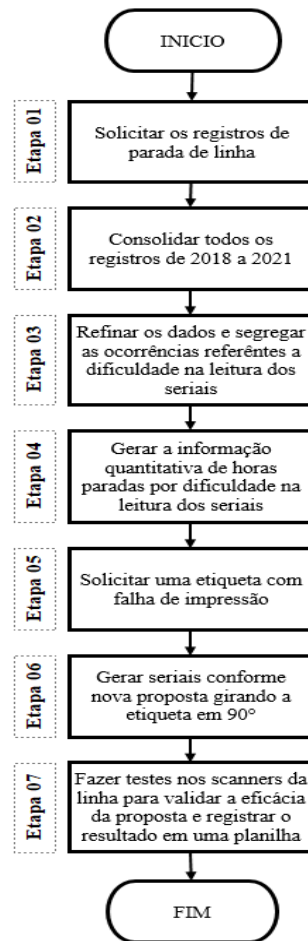 INICIO
Etapa 01
Solicitar os registros de
parada de linha
Etapa 02
Consolidar todos os
registros de 2018 a 2021
Etapa 03
Refinar os dados e segregar
as ocorrências referentes a
dificuldade na leitura dos
seriais
Etapa 04
Gerar a informação
quantitativa de horas
paradas por dificuldade na
leitura dos seriais
Etapa 05
Solicitar uma etiqueta com
falha de impressão
Etapa 06
Gerar seriais conforme
nova proposta girando a
etiqueta em 90°
Etapa 07
Fazer testes nos scanners da
linha para validar a eficácia
da proposta e registrar o
resultado em uma planilha
FIM